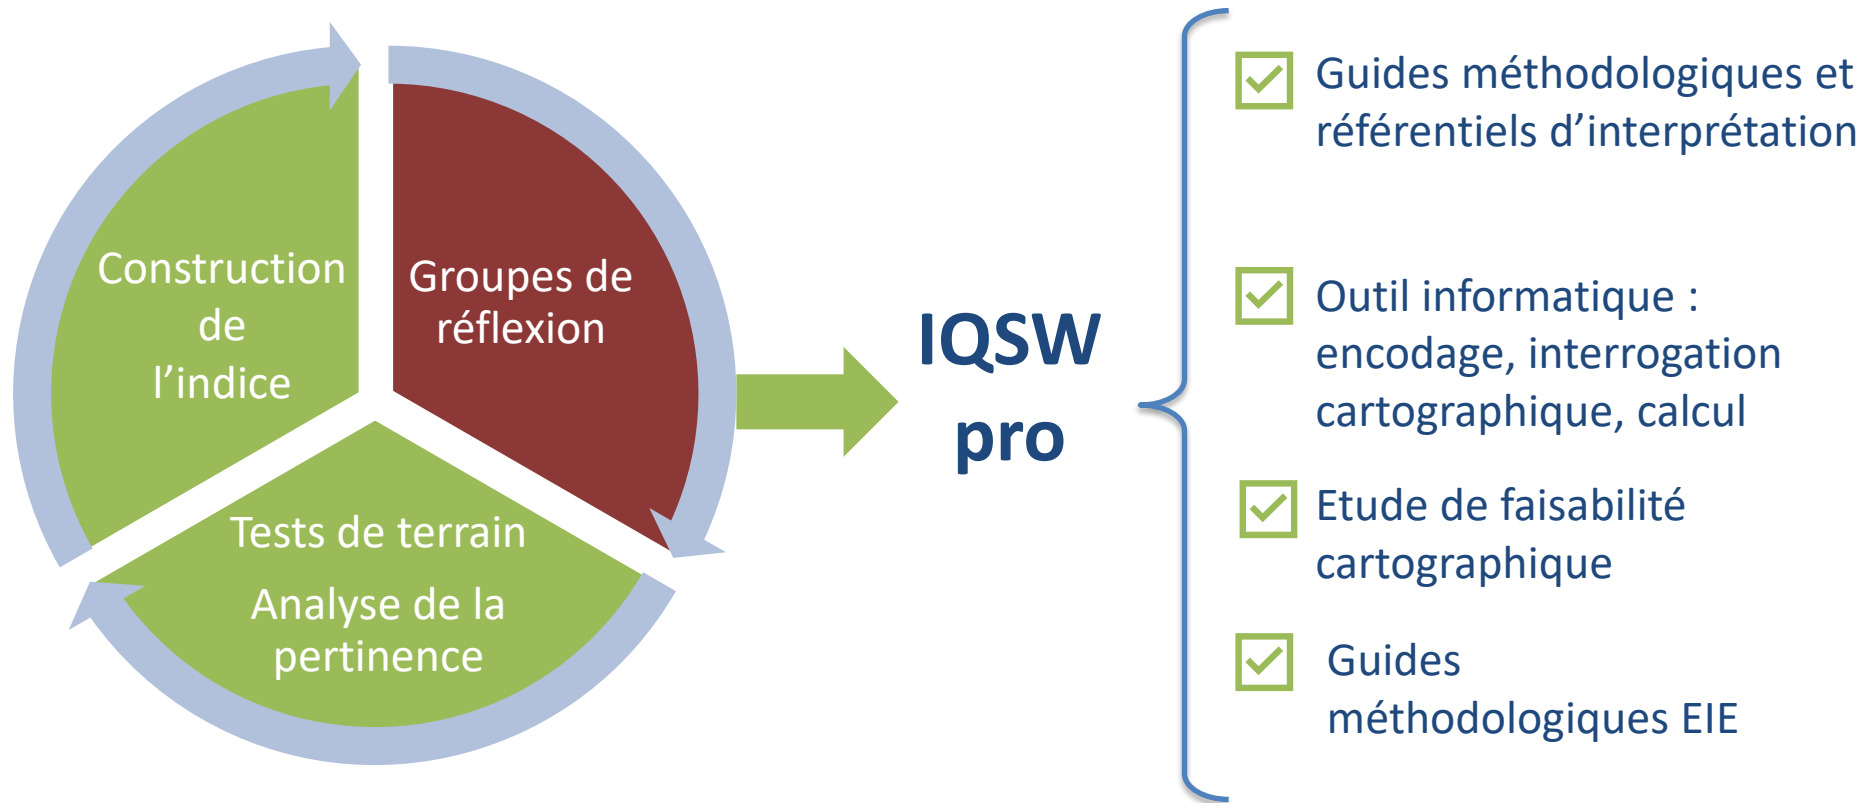 Construction
de
l’indice
Groupes de
réflexion
Tests de terrain
Analyse de la
pertinence
IQSW
pro
Guides méthodologiques et
référentiels d’interprétation
Outil informatique :
encodage, interrogation
cartographique, calcul
Etude de faisabilité
cartographique
Guides
méthodologiques EIE